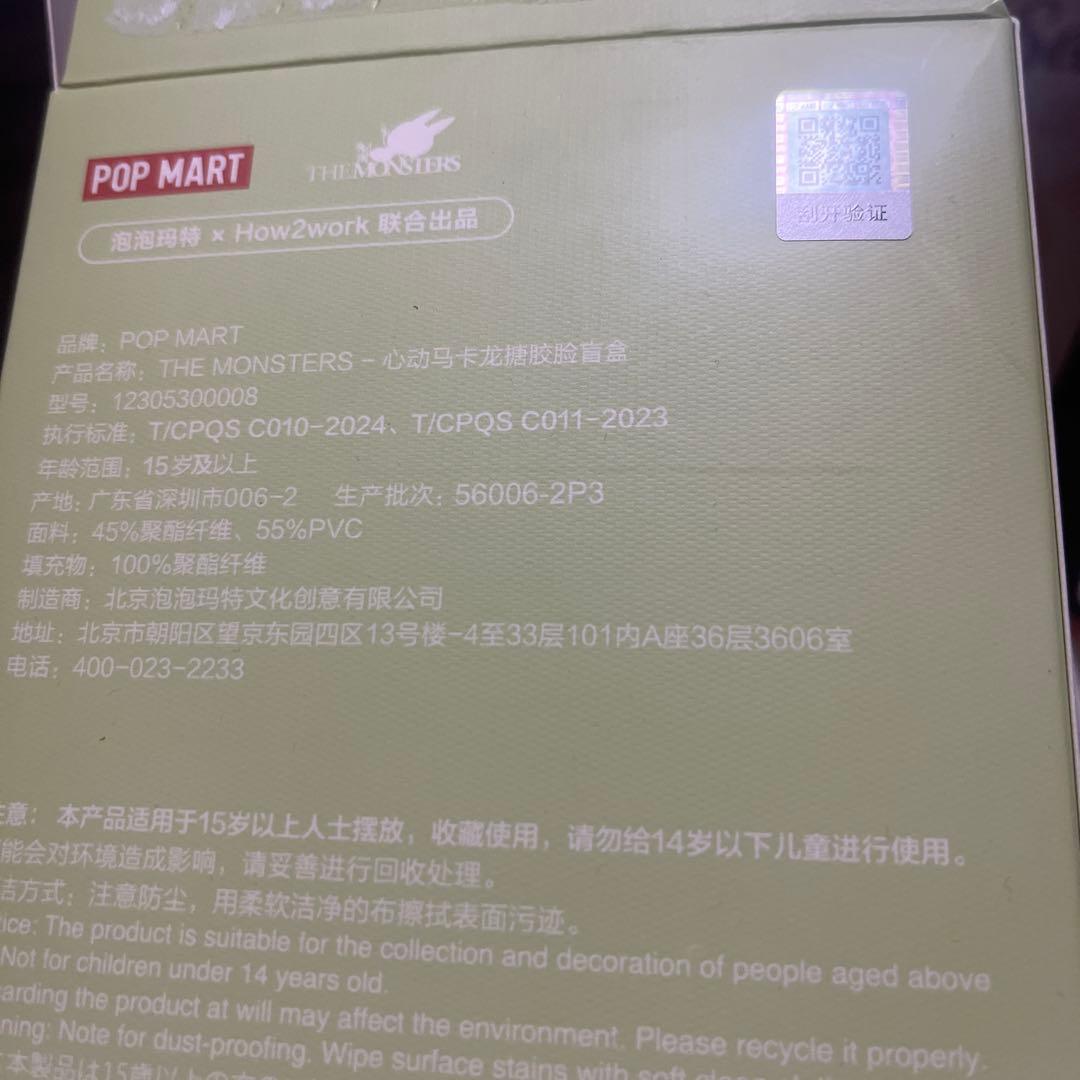 POP MART
THE MONSTERS
刮开验证
泡泡玛特 × How2work 联合出品
品牌：POP MART
产品名称：THE MONSTERS – 心动马卡龙搪胶脸盲盒
型号：12305300008
执行标准：T/CPQS C010-2024、T/CPQS C011-2023
年龄范围：15岁及以上
产地：广东省深圳市006-2 生产批次：56006-2P3
面料：45%聚酯纤维、55%PVC
填充物：100%聚酯纤维
制造商：北京泡泡玛特文化创意有限公司
地址：北京市朝阳区望京东园四区13号楼-4至33层101内A座36层3606室
电话：400-023-2233
意：本产品适用于15岁以上人士摆放，收藏使用，请勿给14岁以下儿童进行使用。
能会对环境造成影响，请妥善进行回收处理。
洁方式：注意防尘，用柔软洁净的布擦拭表面污迹。
tice: The product is suitable for the collection and decoration of people aged above
Not for children under 14 years old.
arding the product at will may affect the environment. Please recycle it properly.
ning: Note for dust-proofing. Wipe surface stains with soft
本製品は15歳以上の